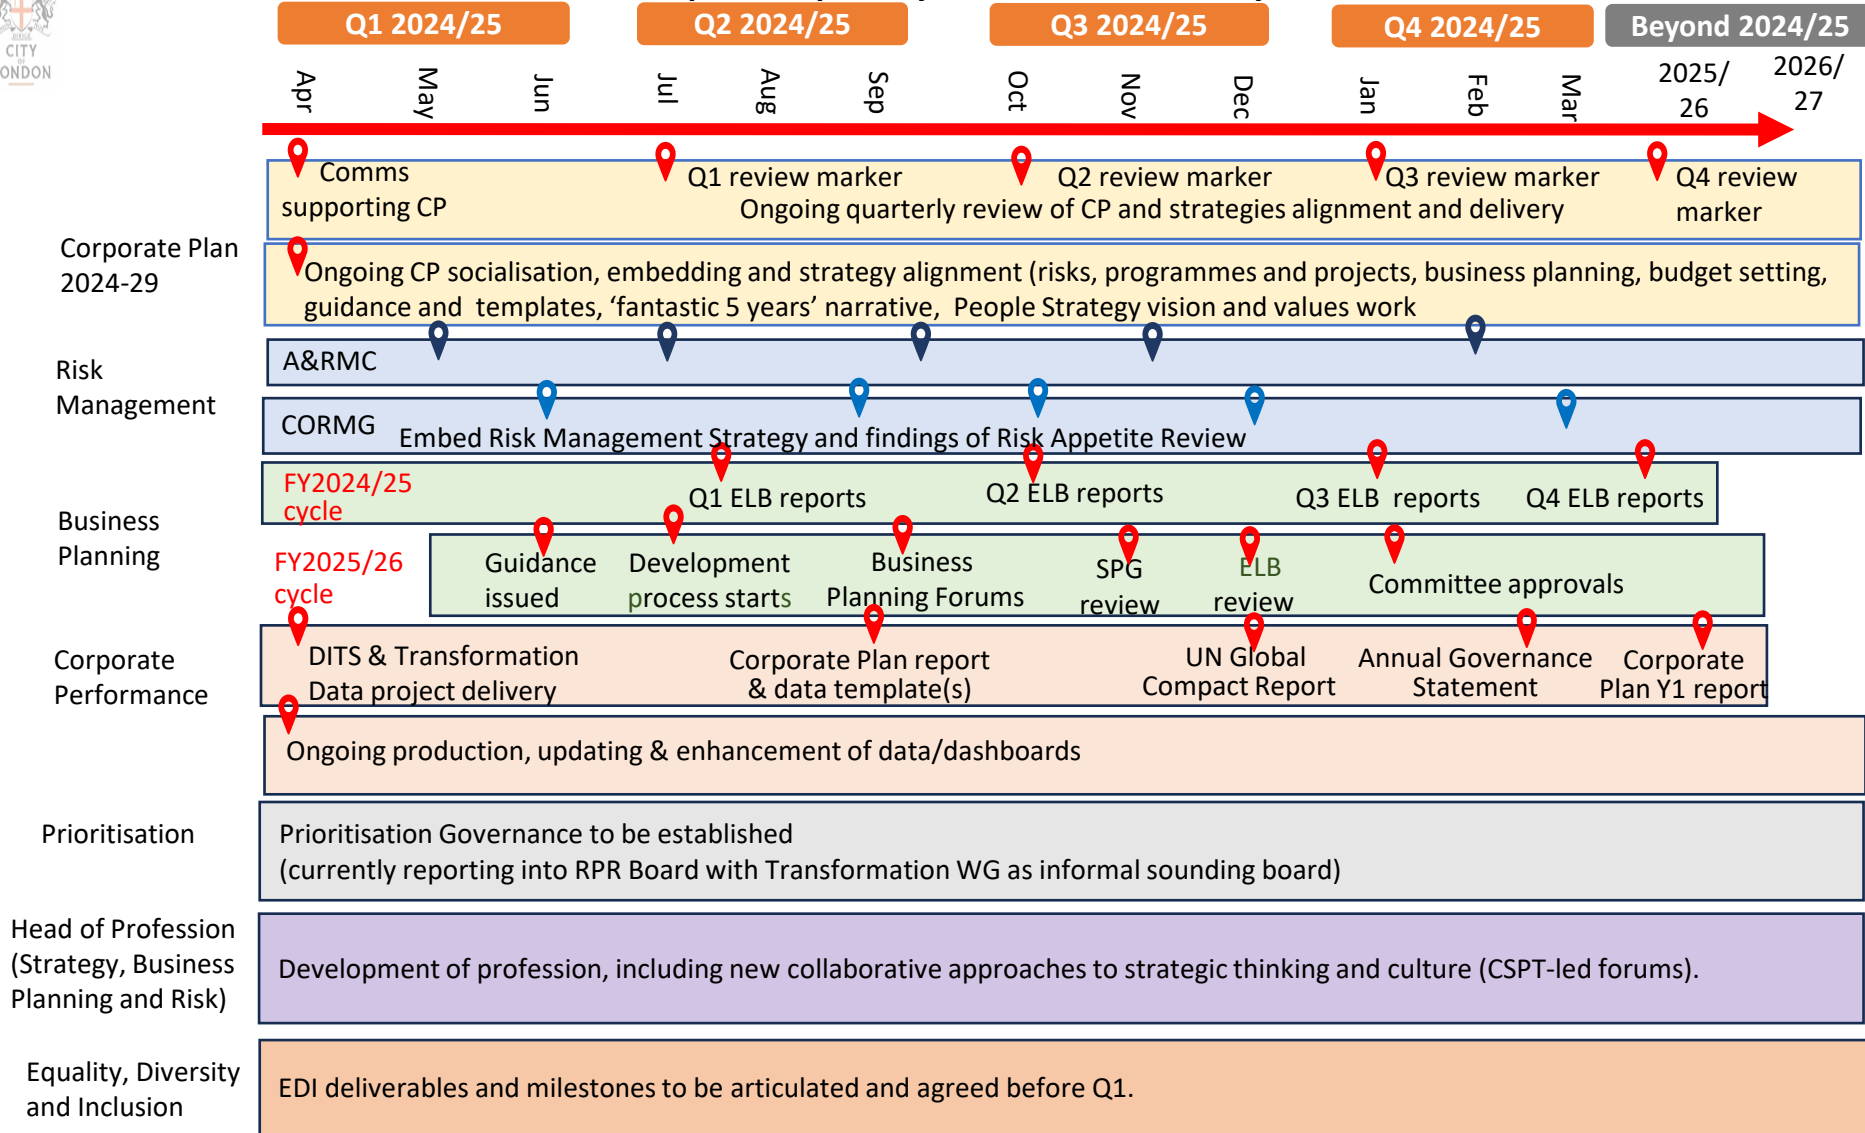 CITY
OF
LONDON
Q1 2024/25
Q2 2024/25
Q3 2024/25
Q4 2024/25
Beyond 2024/25
Apr
May
Jun
Jul
Aug
Sep
Oct
Nov
Dec
Jan
Feb
Mar
2025/
26
2026/
27
Corporate Plan
2024-29
Comms
supporting CP
Q1 review marker
Q2 review marker
Q3 review marker
Q4 review
marker
Ongoing quarterly review of CP and strategies alignment and delivery
Ongoing CP socialisation, embedding and strategy alignment (risks, programmes and projects, business planning, budget setting,
guidance and templates, ‘fantastic 5 years’ narrative, People Strategy vision and values work
Risk
Management
A&RMC
CORMG
Embed Risk Management Strategy and findings of Risk Appetite Review
Business
Planning
FY2024/25
cycle
Q1 ELB reports
Q2 ELB reports
Q3 ELB reports
Q4 ELB reports
FY2025/26
cycle
Guidance
issued
Development
process starts
Business
Planning Forums
SPG
review
ELB
review
Committee approvals
Corporate
Performance
DITS & Transformation
Data project delivery
Corporate Plan report
& data template(s)
UN Global
Compact Report
Annual Governance
Statement
Corporate
Plan Y1 report
Ongoing production, updating & enhancement of data/dashboards
Prioritisation
Prioritisation Governance to be established
(currently reporting into RPR Board with Transformation WG as informal sounding board)
Head of Profession
(Strategy, Business
Planning and Risk)
Development of profession, including new collaborative approaches to strategic thinking and culture (CSPT-led forums).
Equality, Diversity
and Inclusion
EDI deliverables and milestones to be articulated and agreed before Q1.